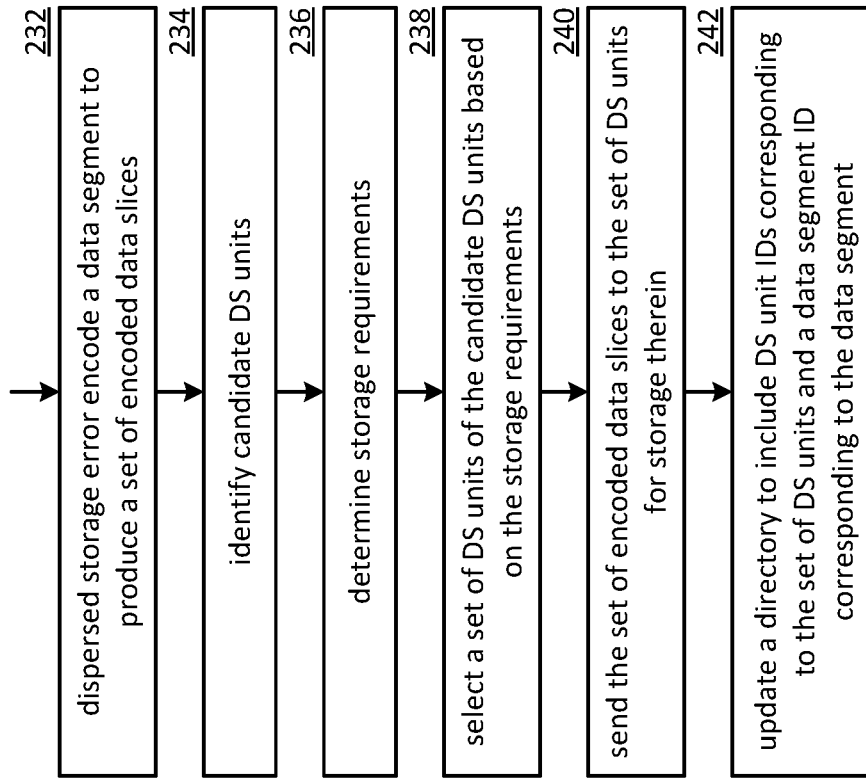 232
dispersed storage error encode a data segment to
produce a set of encoded data slices
234
identify candidate DS units
236
determine storage requirements
238
select a set of DS units of the candidate DS units based
on the storage requirements
240
send the set of encoded data slices to the set of DS units
for storage therein
242
update a directory to include DS unit IDs corresponding
to the set of DS units and a data segment ID
corresponding to the data segment